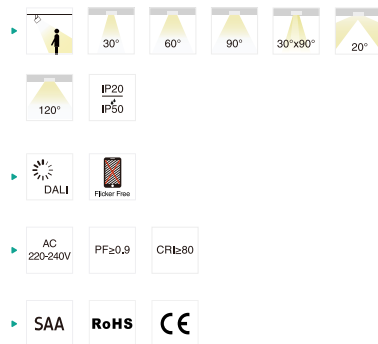 30° 60° 90° 30°x90° 20°
120° IP20
IP50
DALI Flicker Free
AC
220-240V PF≥0.9 CRI≥80
SAA RoHS CE